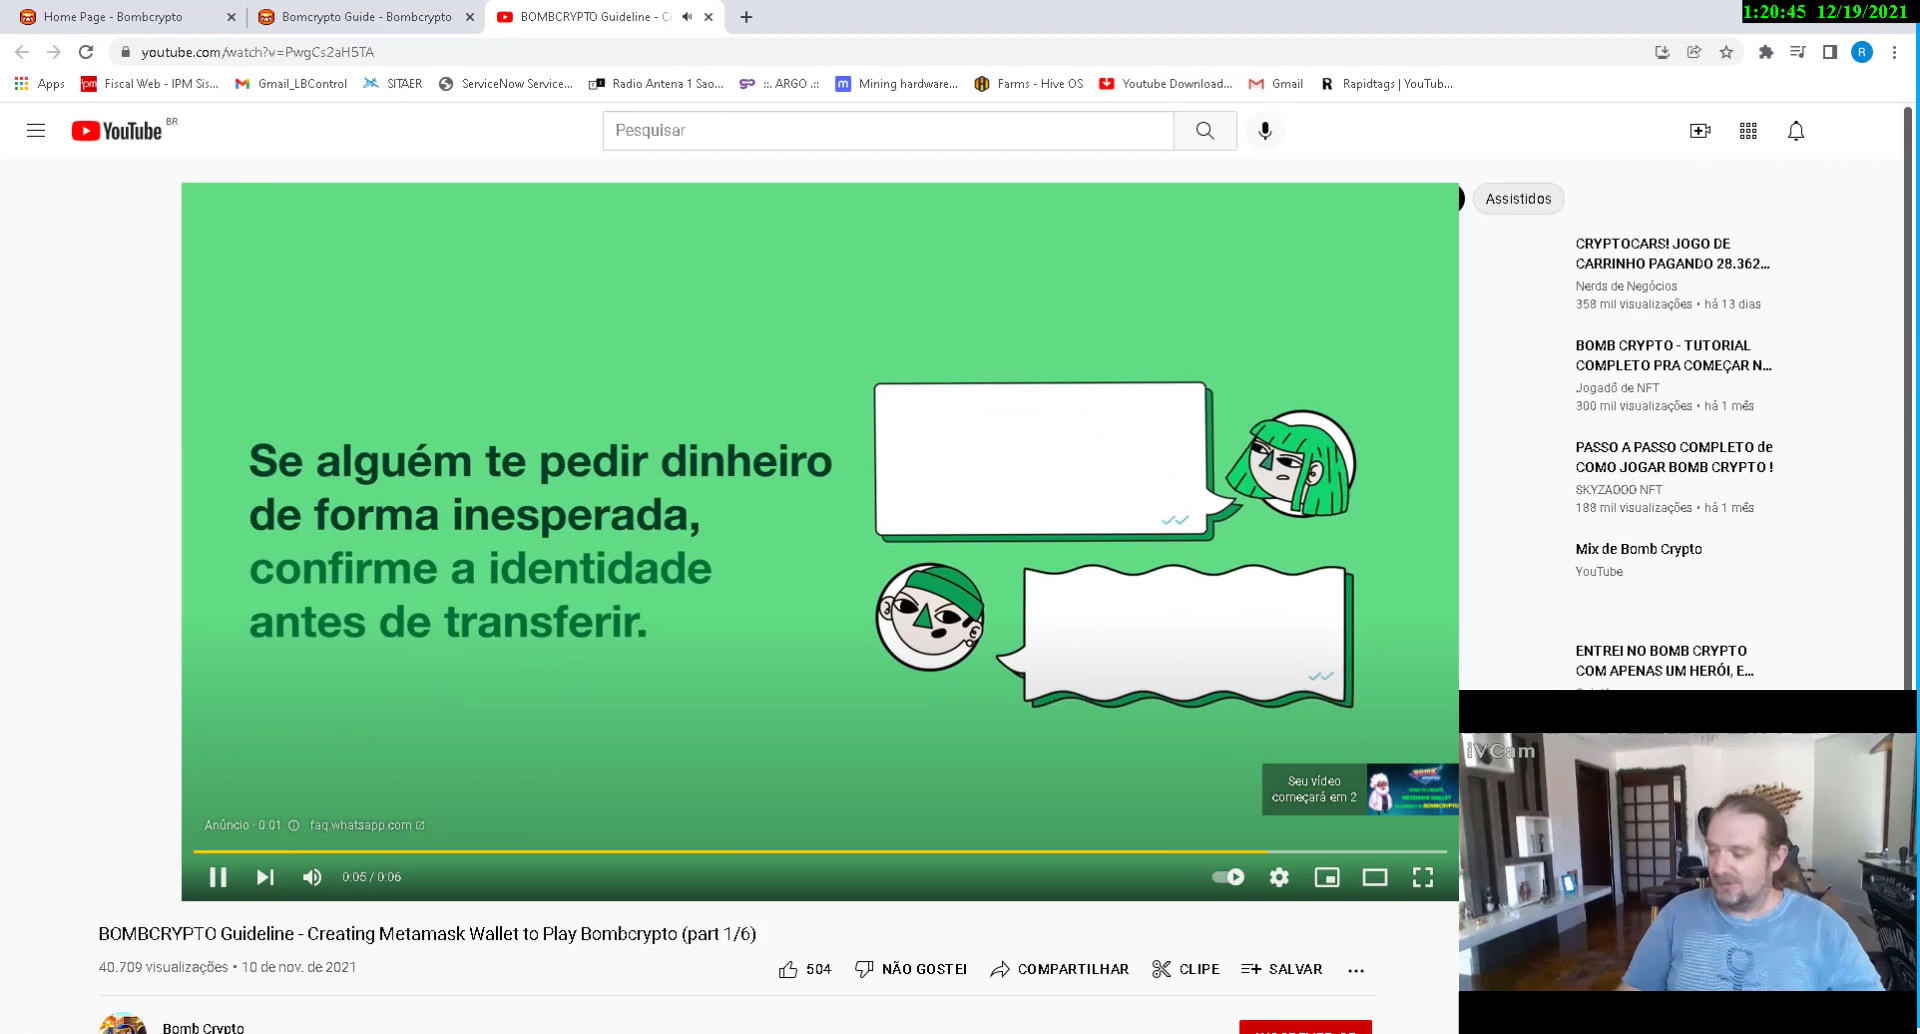 Home Page - Bombcrypto
Bomcrypto Guide - Bombcrypto
BOMBCRYPTO Guideline - C
1:20:45 12/19/2021
youtube.com/watch?v=PwgCs2aH5TA
R
Apps
ipm
Fiscal Web - IPM Sis...
Gmail_LBControl
SITAER
ServiceNow Service...
Radio Antena 1 Sao...
::. ARGO .::
Mining hardware...
Farms - Hive OS
Youtube Download...
Gmail
R
Rapidtags | YouTub...
YouTube BR
Pesquisar
Assistidos
CRYPTOCARS! JOGO DE
CARRINHO PAGANDO 28.362...
Nerds de Negócios
358 mil visualizações • há 13 dias
BOMB CRYPTO - TUTORIAL
COMPLETO PRA COMEÇAR N...
Jogadô de NFT
300 mil visualizações • há 1 mês
PASSO A PASSO COMPLETO de
COMO JOGAR BOMB CRYPTO !
SKYZAOOO NFT
188 mil visualizações • há 1 mês
Mix de Bomb Crypto
YouTube
ENTREI NO BOMB CRYPTO
COM APENAS UM HERÓI, E...
Se alguém te pedir dinheiro
de forma inesperada,
confirme a identidade
antes de transferir.
Seu vídeo
começará em 2
Anúncio · 0:01
faq.whatsapp.com
0:05 / 0:06
iVCam
BOMBCRYPTO Guideline - Creating Metamask Wallet to Play Bombcrypto (part 1/6)
40.709 visualizações • 10 de nov. de 2021
504
NÃO GOSTEI
COMPARTILHAR
CLIPE
SALVAR
Bomb Crypto